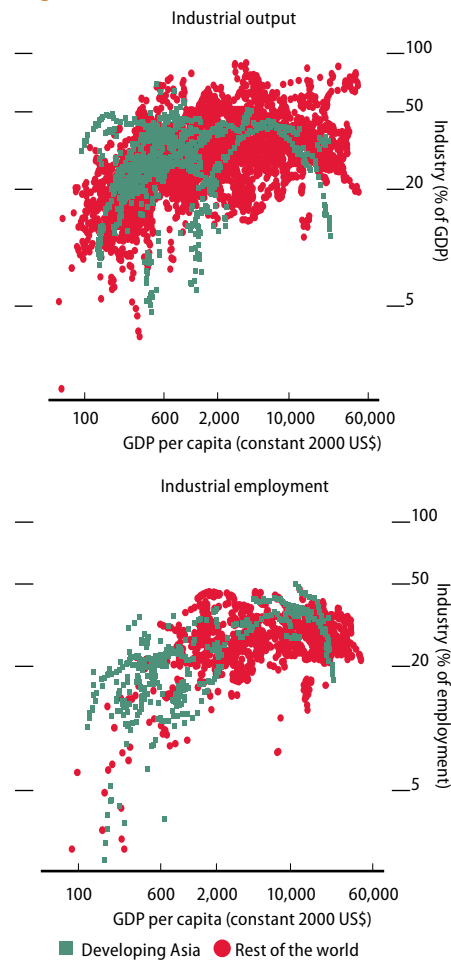 Industrial output
100
50
20
5
Industry (% of GDP)
100 600 2,000 10,000 60,000
GDP per capita (constant 2000 US$)
Industrial employment
100
50
20
5
Industry (% of employment)
100 600 2,000 10,000 60,000
GDP per capita (constant 2000 US$)
Developing Asia Rest of the world